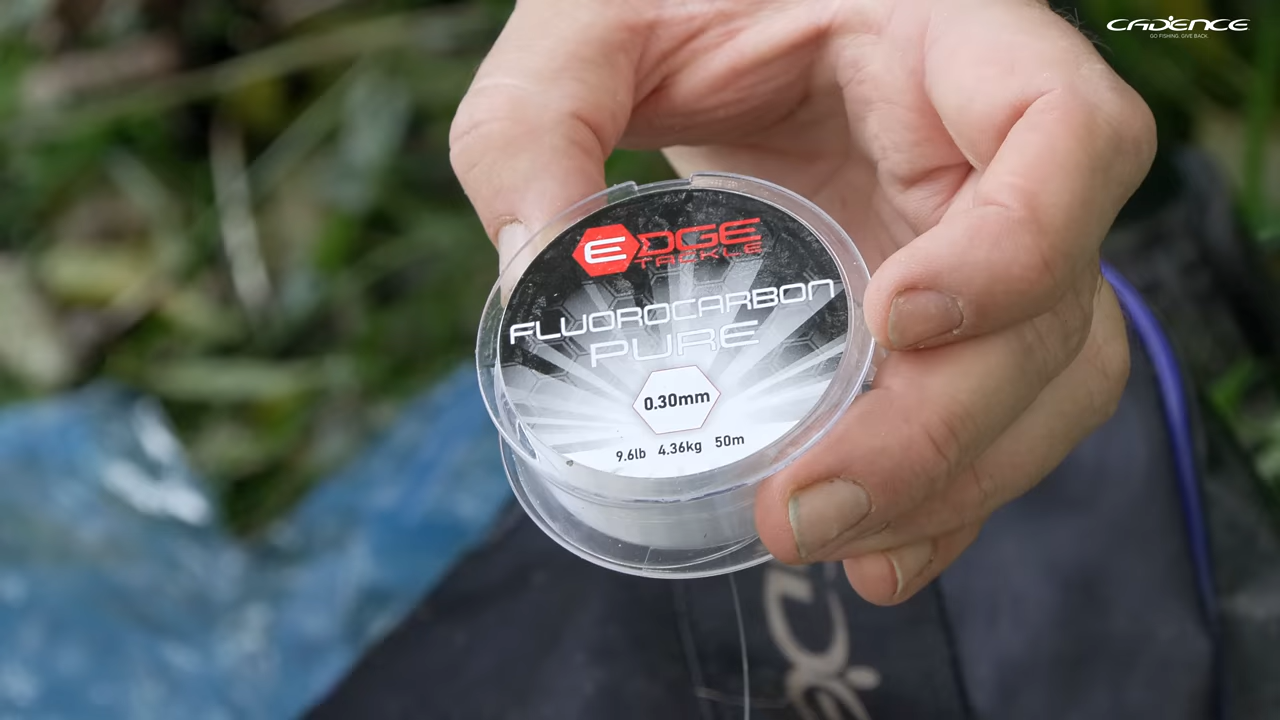 CADENCE
GO FISHING. GIVE BACK.
EDGE
TACKLE
FLUOROCARBON
PURE
0.30mm
9.6lb 4.36kg 50m